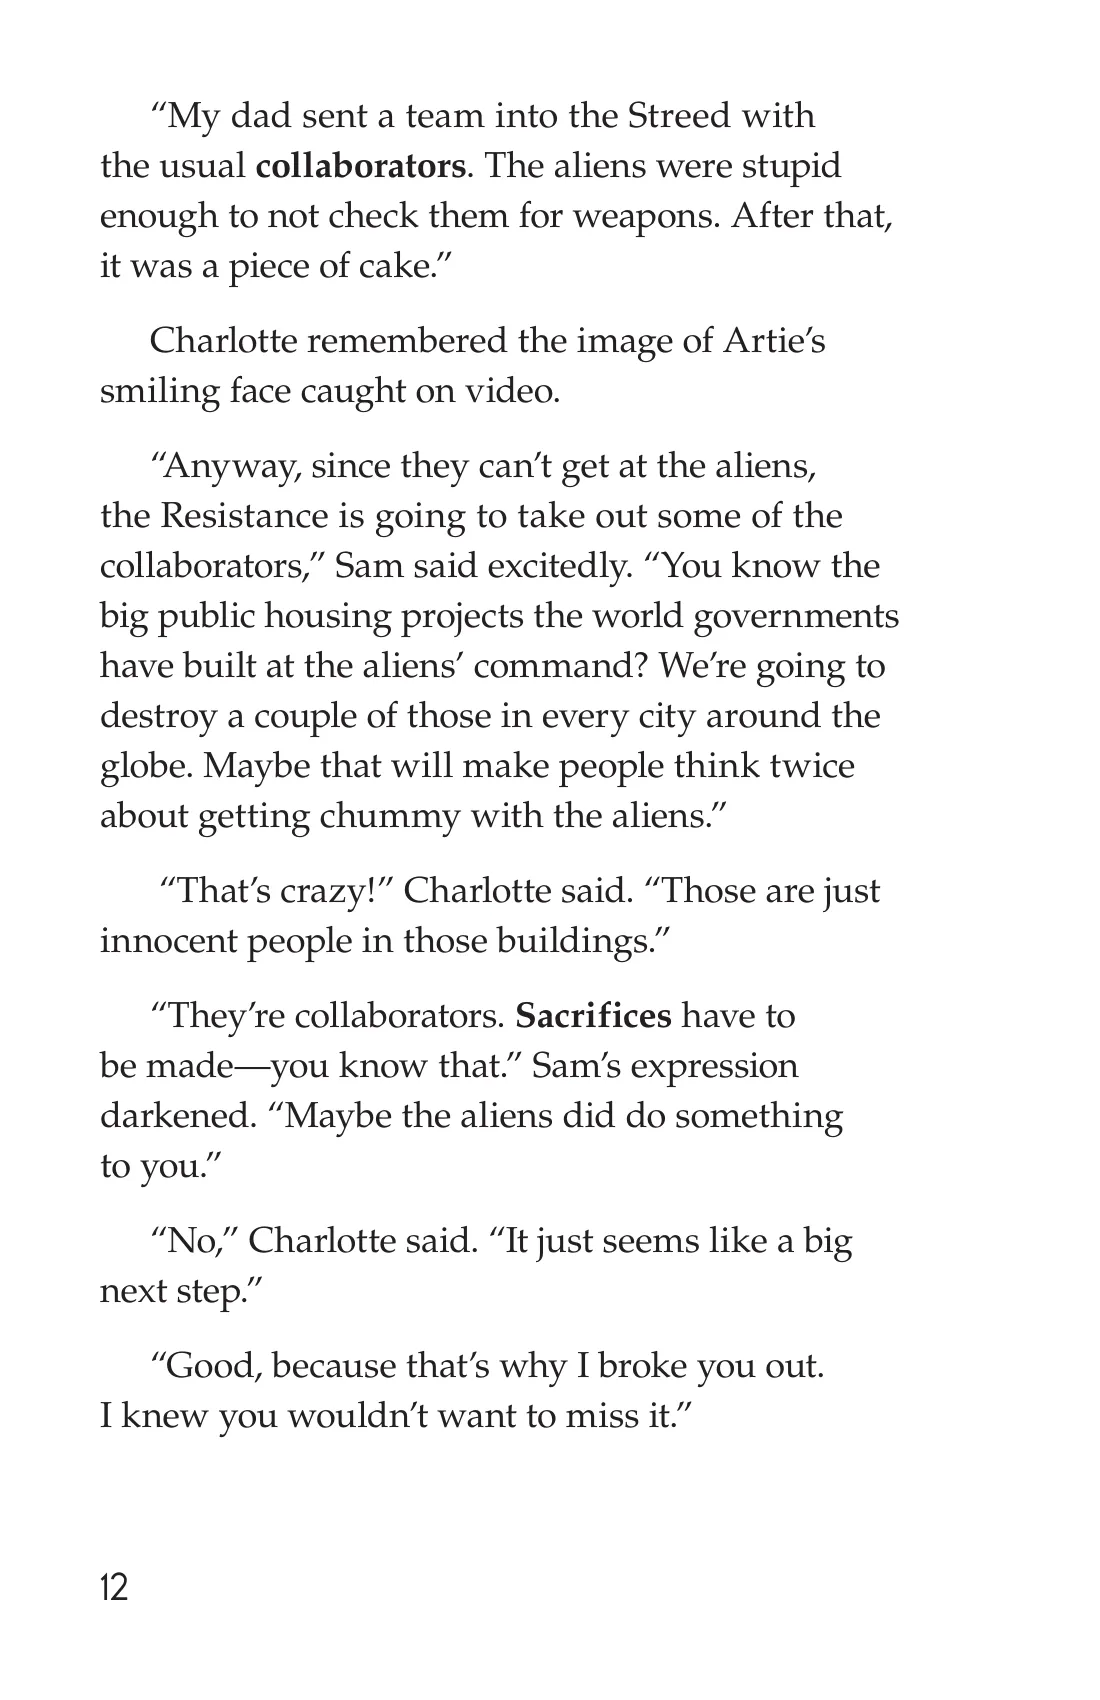 “My dad sent a team into the Streed with
the usual collaborators. The aliens were stupid
enough to not check them for weapons. After that,
it was a piece of cake.”
Charlotte remembered the image of Artie’s
smiling face caught on video.
“Anyway, since they can’t get at the aliens,
the Resistance is going to take out some of the
collaborators,” Sam said excitedly. “You know the
big public housing projects the world governments
have built at the aliens’ command? We’re going to
destroy a couple of those in every city around the
globe. Maybe that will make people think twice
about getting chummy with the aliens.”
“That’s crazy!” Charlotte said. “Those are just
innocent people in those buildings.”
“They’re collaborators. Sacrifices have to
be made—you know that.” Sam’s expression
darkened. “Maybe the aliens did do something
to you.”
“No,” Charlotte said. “It just seems like a big
next step.”
“Good, because that’s why I broke you out.
I knew you wouldn’t want to miss it.”
12